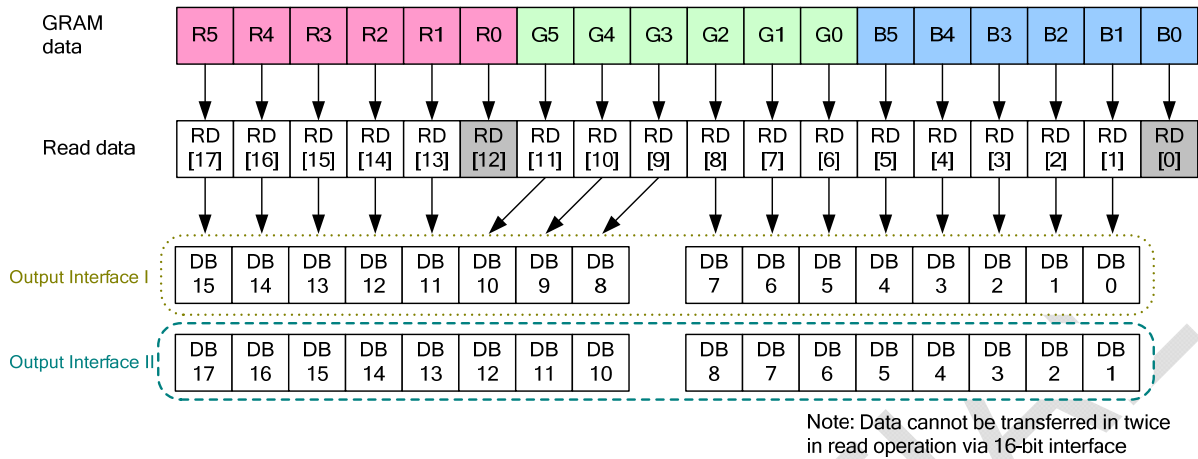 GRAM data R5 R4 R3 R2 R1 R0 G5 G4 G3 G2 G1 G0 B5 B4 B3 B2 B1 B0
Read data RD [17] RD [16] RD [15] RD [14] RD [13] RD [12] RD [11] RD [10] RD [9] RD [8] RD [7] RD [6] RD [5] RD [4] RD [3] RD [2] RD [1] RD [0]
Output Interface I DB 15 DB 14 DB 13 DB 12 DB 11 DB 10 DB 9 DB 8 DB 7 DB 6 DB 5 DB 4 DB 3 DB 2 DB 1 DB 0
Output Interface II DB 17 DB 16 DB 15 DB 14 DB 13 DB 12 DB 11 DB 10 DB 8 DB 7 DB 6 DB 5 DB 4 DB 3 DB 2 DB 1
Note: Data cannot be transferred in twice
in read operation via 16-bit interface